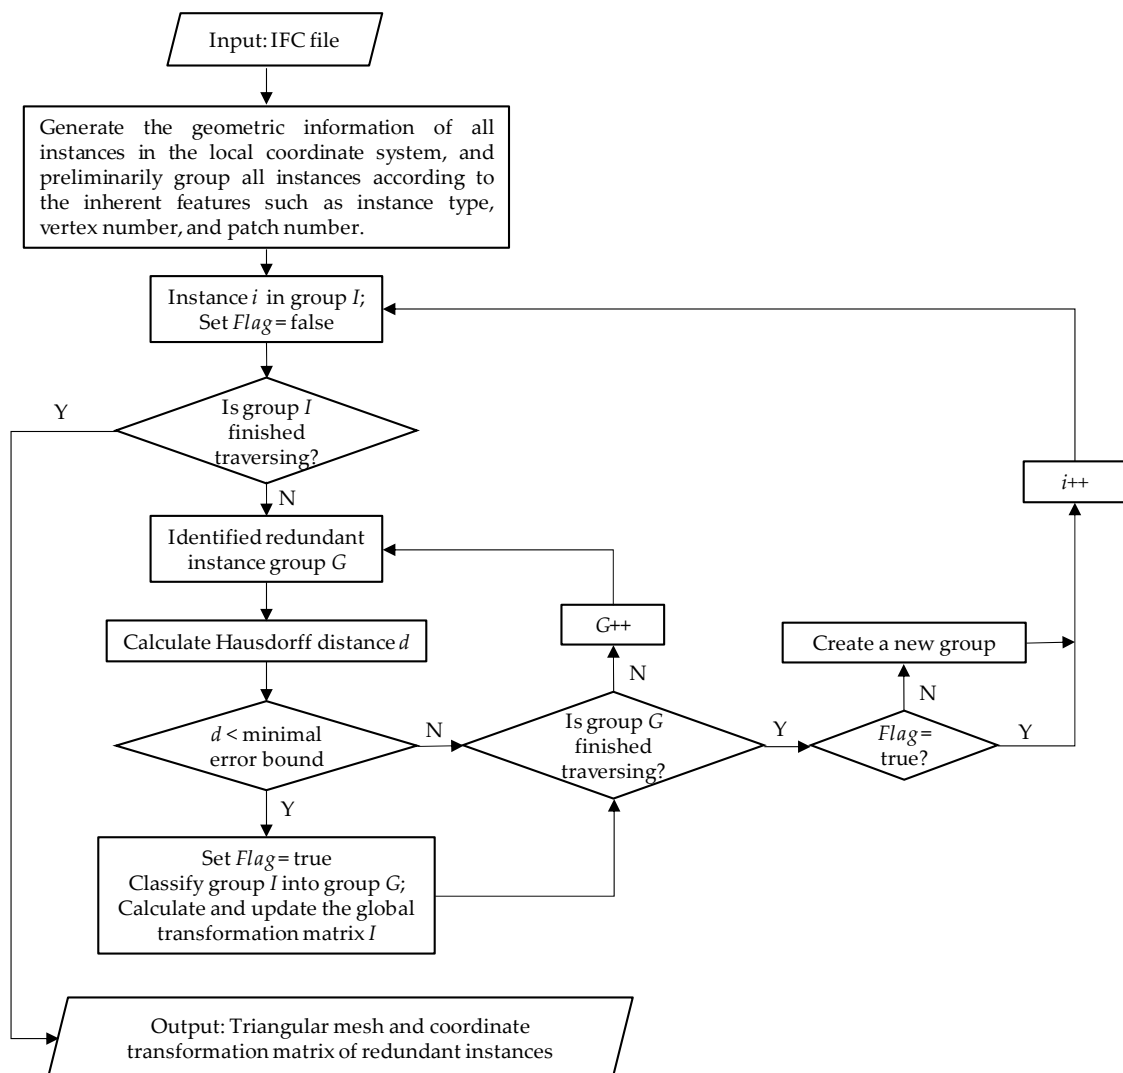 Input: IFC file
Generate the geometric information of all
instances in the local coordinate system, and
preliminarily group all instances according to
the inherent features such as instance type,
vertex number, and patch number.
Instance i in group I;
Set Flag = false
Is group I
finished
traversing?
Y
N
Identified redundant
instance group G
Calculate Hausdorff distance d
d < minimal
error bound
N
Y
Set Flag = true
Classify group I into group G;
Calculate and update the global
transformation matrix I
Is group G
finished
traversing?
N
G++
Y
Flag =
true?
N
Create a new group
Y
i++
Output: Triangular mesh and coordinate
transformation matrix of redundant instances